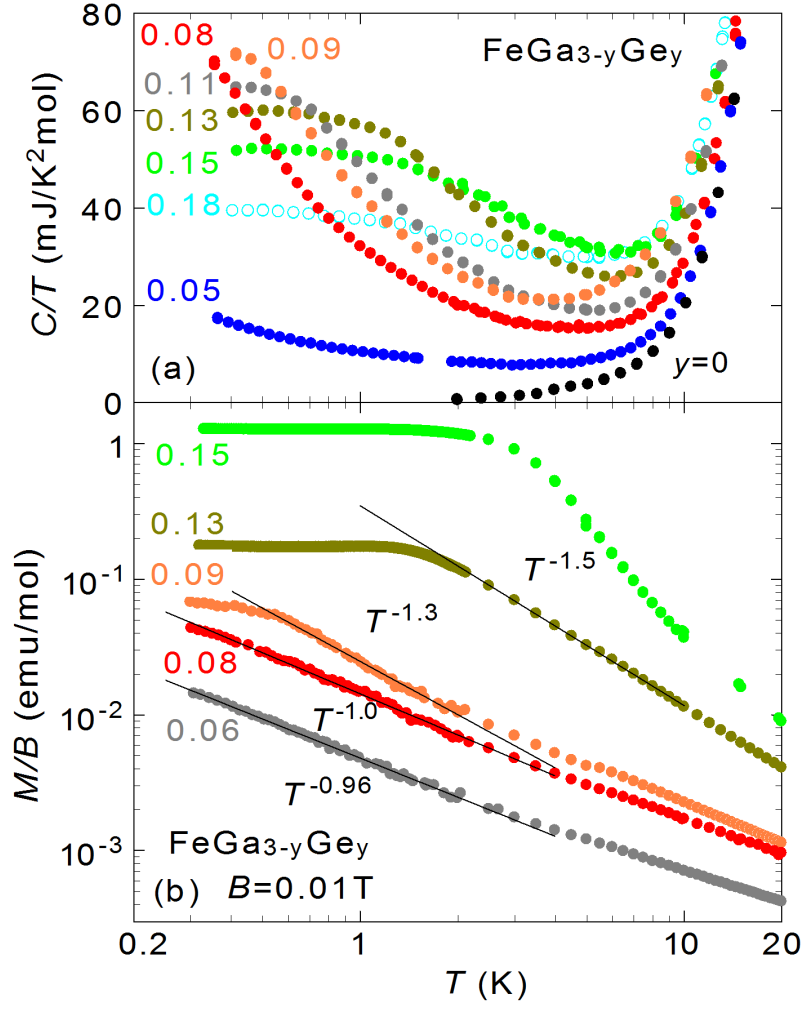 80
0.08
0.09
FeGa3-yGey
0.11
60
0.13
0.15
40
0.18
C/T (mJ/K2mol)
0.05
20
(a)
y=0
0
1
0.15
0.13
T-1.5
10-1
0.09
T-1.3
M/B (emu/mol)
0.08
10-2
T-1.0
0.06
T-0.96
10-3
FeGa3-yGey
(b) B=0.01T
0.2 1 10 20
T (K)